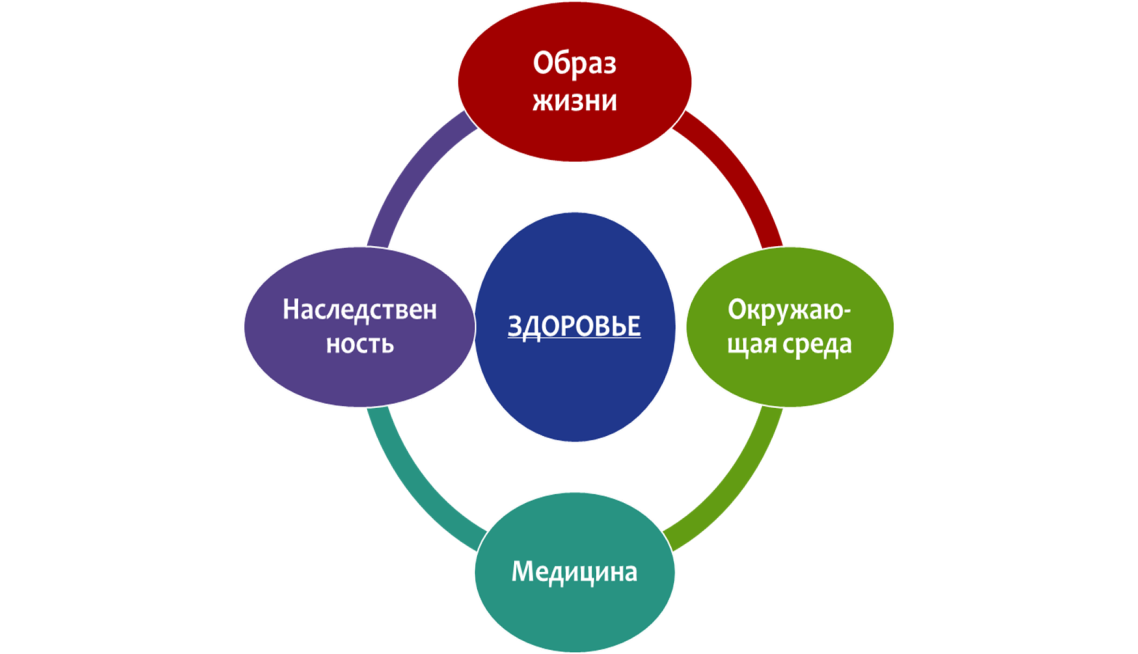 Образ
жизни
Наследствен
ность
ЗДОРОВЬЕ
Окружаю-
щая среда
Медицина